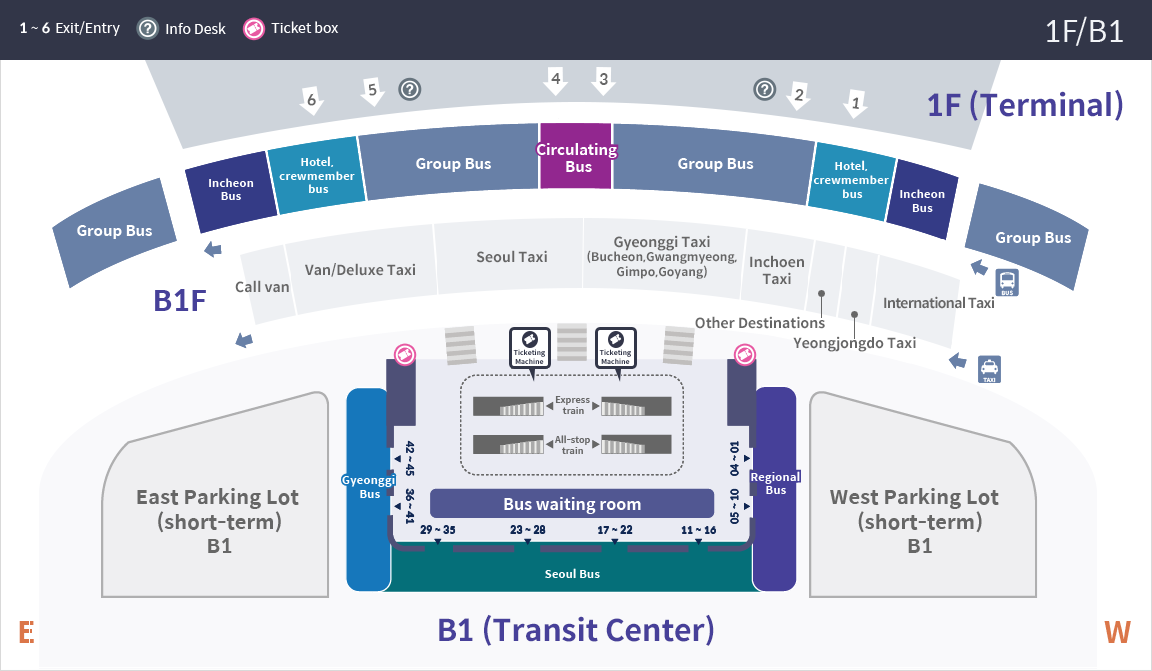 1 ~ 6 Exit/Entry
? Info Desk
Ticket box
1F/B1
6
5
?
4
3
?
2
1
1F (Terminal)
Group Bus
Incheon
Bus
Hotel,
crewmember
bus
Group Bus
Circulating
Bus
Group Bus
Hotel,
crewmember
bus
Incheon
Bus
Group Bus
BUS
B1F
Call van
Van/Deluxe Taxi
Seoul Taxi
Gyeonggi Taxi
(Bucheon,Gwangmyeong,
Gimpo,Goyang)
Inchoen
Taxi
Other Destinations
Yeongjongdo Taxi
International Taxi
TAXI
Ticketing
Machine
Ticketing
Machine
Express
train
All-stop
train
42 ~ 45
36 ~ 41
04 ~ 01
05 ~ 10
Gyeonggi
Bus
Regional
Bus
Bus waiting room
29 ~ 35
23 ~ 28
17 ~ 22
11 ~ 16
Seoul Bus
East Parking Lot
(short-term)
B1
West Parking Lot
(short-term)
B1
B1 (Transit Center)
E
W